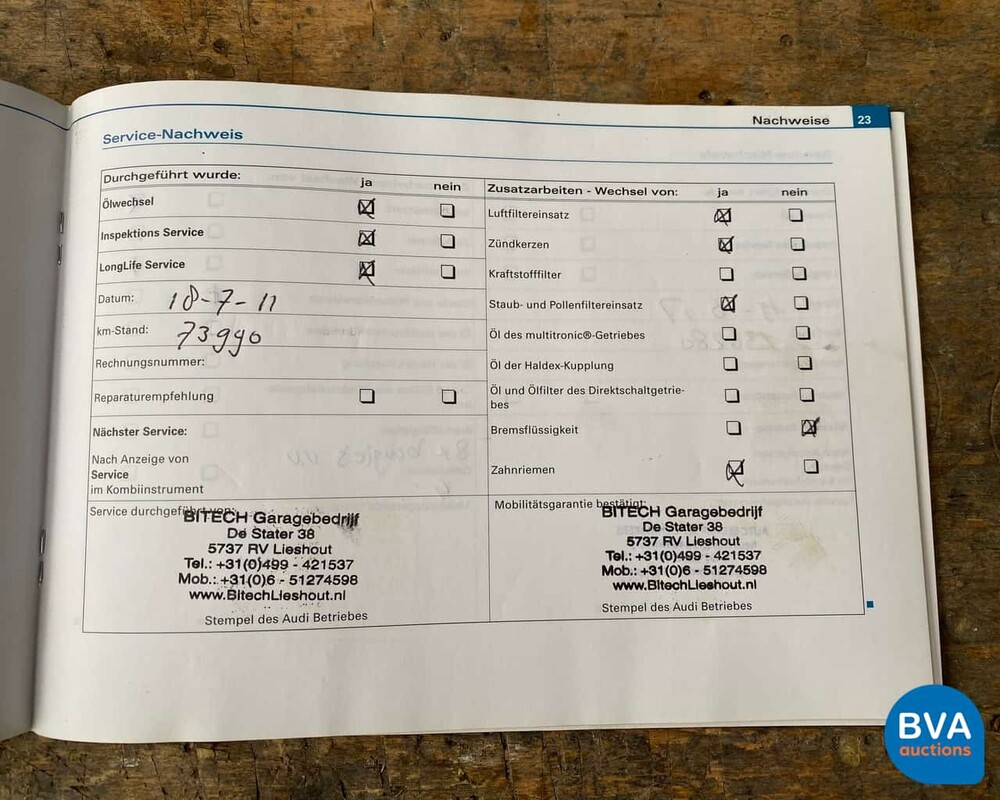 Nachweise 23
Service-Nachweis
Durchgeführt wurde: ja nein
Ölwechsel
Inspektions Service
LongLife Service
Datum: 18-7-11
km-Stand: 73990
Rechnungsnummer:
Reparaturempfehlung
Nächster Service:
Nach Anzeige von
Service
im Kombiinstrument
Service durchgeführt von:
BITECH Garagebedrijf
De Stater 38
5737 RV Lieshout
Tel.: +31(0)499 - 421537
Mob.: +31(0)6 - 51274598
www.BitechLieshout.nl
Stempel des Audi Betriebes
Zusatzarbeiten - Wechsel von: ja nein
Luftfiltereinsatz
Zündkerzen
Kraftstofffilter
Staub- und Pollenfiltereinsatz
Öl des multitronic®-Getriebes
Öl der Haldex-Kupplung
Öl und Ölfilter des Direktschaltgetrie-
bes
Bremsflüssigkeit
Zahnriemen
Mobilitätsgarantie bestätigt:
BITECH Garagebedrijf
De Stater 38
5737 RV Lieshout
Tel.: +31(0)499 - 421537
Mob.: +31(0)6 - 51274598
www.BitechLieshout.nl
Stempel des Audi Betriebes
BVA
auctions